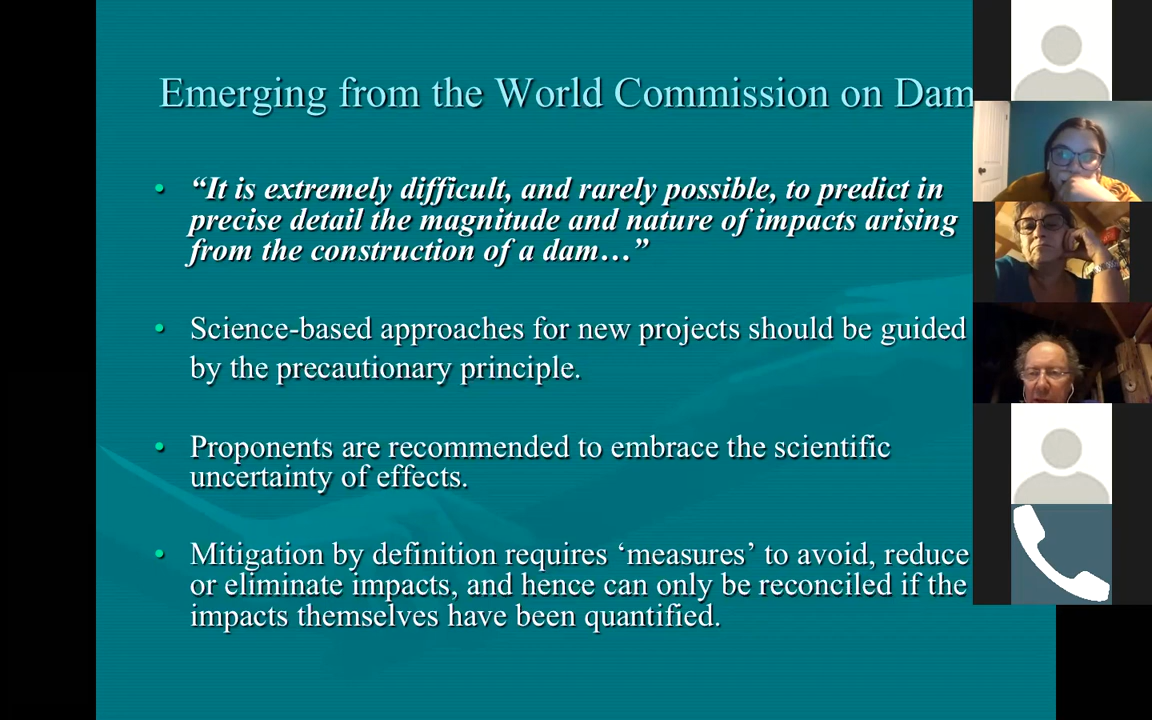 Emerging from the World Commission on Dam
• “It is extremely difficult, and rarely possible, to predict in
precise detail the magnitude and nature of impacts arising
from the construction of a dam…”
• Science-based approaches for new projects should be guided
by the precautionary principle.
• Proponents are recommended to embrace the scientific
uncertainty of effects.
• Mitigation by definition requires ‘measures’ to avoid, reduce
or eliminate impacts, and hence can only be reconciled if the
impacts themselves have been quantified.